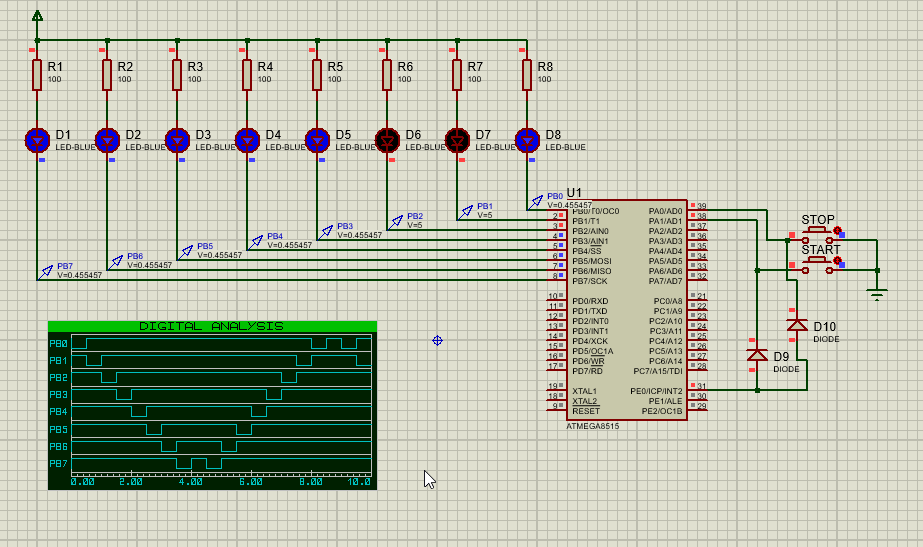 R1 R2 R3 R4 R5 R6 R7 R8
100 100 100 100 100 100 100 100
D1 D2 D3 D4 D5 D6 D7 D8
LED-BLUE LED-BLUE LED-BLUE LED-BLUE LED-BLUE LED-BLUE LED-BLUE LED-BLUE
U1
PB0
V=0.455457
PB1
V=5
PB2
V=5
PB3
V=0.455457
PB4
V=0.455457
PB5
V=0.455457
PB6
V=0.455457
PB7
V=0.455457
PB0/T0/OC0 PA0/AD0 39
2 PB1/T1 PA1/AD1 38
3 PB2/AIN0 PA2/AD2 37
4 PB3/AIN1 PA3/AD3 36
5 PB4/SS PA4/AD4 35
6 PB5/MOSI PA5/AD5 34
7 PB6/MISO PA6/AD6 33
8 PB7/SCK PA7/AD7 32
10 PD0/RXD PC0/A8 21
11 PD1/TXD PC1/A9 22
12 PD2/INT0 PC2/A10 23
13 PD3/INT1 PC3/A11 24
14 PD4/XCK PC4/A12 25
15 PD5/OC1A PC5/A13 26
16 PD6/WR PC6/A14 27
17 PD7/RD PC7/A15/TDI 28
19 XTAL1 PE0/ICP/INT2 31
18 XTAL2 PE1/ALE 30
9 RESET PE2/OC1B 29
ATMEGA8515
STOP
START
D10
DIODE
D9
DIODE
DIGITAL ANALYSIS
PB0
PB1
PB2
PB3
PB4
PB5
PB6
PB7
0.00 2.00 4.00 6.00 8.00 10.0